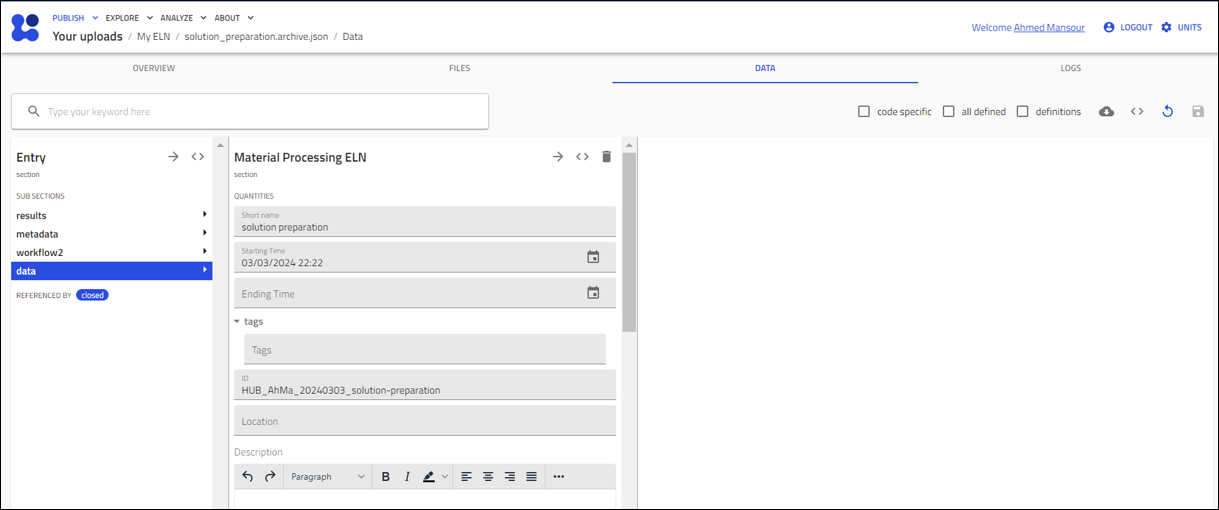 PUBLISH EXPLORE ANALYZE ABOUT
Your uploads / My ELN / solution_preparation.archive.json / Data
Welcome Ahmed Mansour LOGOUT UNITS
OVERVIEW FILES DATA LOGS
Type your keyword here
code specific all defined definitions
Entry
section
SUB SECTIONS
results
metadata
workflow2
data
REFERENCED BY closed
Material Processing ELN
section
QUANTITIES
Short name
solution preparation
Starting Time
03/03/2024 22:22
Ending Time
tags
Tags
ID
HUB_AhMa_20240303_solution-preparation
Location
Description
Paragraph B I